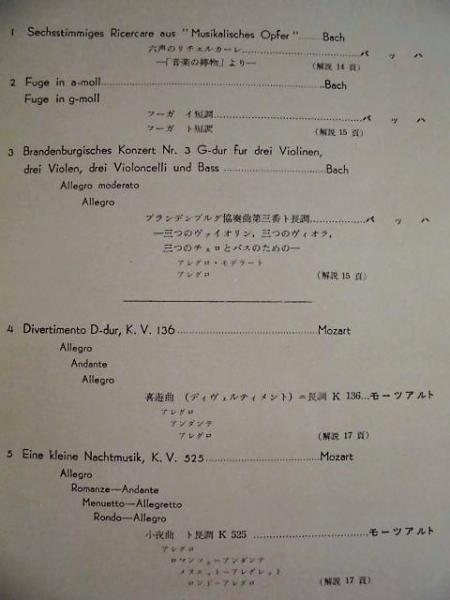 1 Sechsstimmiges Ricercare aus "Musikalisches Opfer" ..... Bach
六声のリチェルカーレ..... バッハ
—「音楽の捧物」より— (解説 14 頁)
2 Fuge in a-moll ..... Bach
Fuge in g-moll
フーガ イ短調..... バッハ
フーガ ト短調 (解説 15 頁)
3 Brandenburgisches Konzert Nr. 3 G-dur fur drei Violinen,
drei Violen, drei Violoncelli und Bass ..... Bach
Allegro moderato
Allegro
ブランデンブルグ協奏曲第三番ト長調..... バッハ
—三つのヴァイオリン, 三つのヴィオラ,
三つのチェロとバスのための—
アレグロ・モデラート
アレグロ (解説 15 頁)
4 Divertimento D-dur, K. V. 136 ..... Mozart
Allegro
Andante
Allegro
嬉遊曲 (ディヴェルティメント) ニ長調 K 136...モーツアルト
アレグロ
アンダンテ
アレグロ (解説 17 頁)
5 Eine kleine Nachtmusik, K. V. 525 ..... Mozart
Allegro
Romanze—Andante
Menuetto—Allegretto
Rondo—Allegro
小夜曲 ト長調 K 525 ..... モーツアルト
アレグロ
ロマンツェーアンダンテ
メヌエットーアレグレット
ロンドーアレグロ (解説 17 頁)